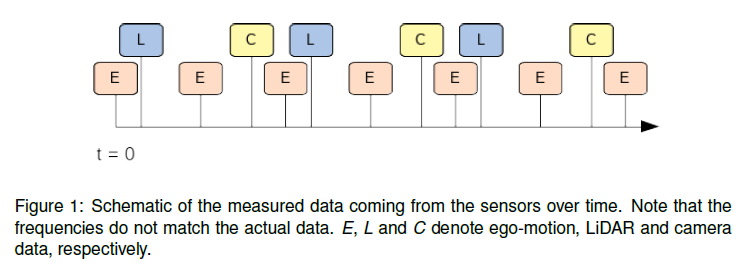 L C L C L C
E E E E E E E
t = 0
Figure 1: Schematic of the measured data coming from the sensors over time. Note that the
frequencies do not match the actual data. E, L and C denote ego-motion, LiDAR and camera
data, respectively.